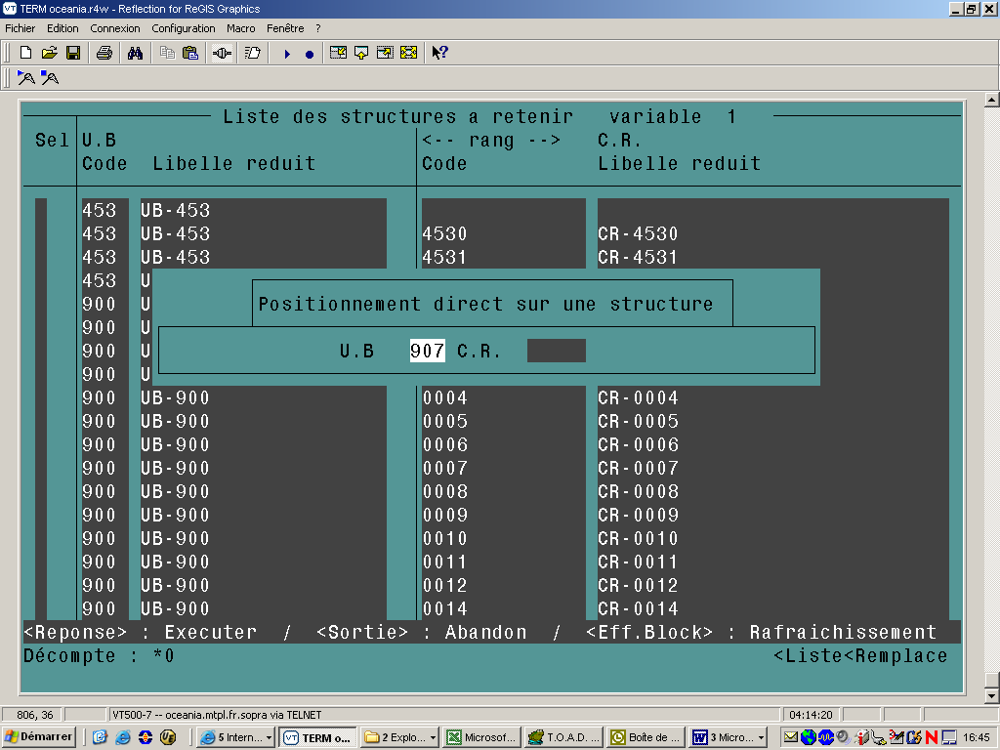 TERM oceania.r4w - Reflection for ReGIS Graphics
Fichier Edition Connexion Configuration Macro Fenêtre ?
Liste des structures a retenir variable 1
Sel U.B <-- rang --> C.R.
Code Libelle reduit Code Libelle reduit
453 UB-453
453 UB-453 4530 CR-4530
453 UB-453 4531 CR-4531
453 U
900 U
Positionnement direct sur une structure
900 U
900 U
U.B 907 C.R.
900 U
900 UB-900 0004 CR-0004
900 UB-900 0005 CR-0005
900 UB-900 0006 CR-0006
900 UB-900 0007 CR-0007
900 UB-900 0008 CR-0008
900 UB-900 0009 CR-0009
900 UB-900 0010 CR-0010
900 UB-900 0011 CR-0011
900 UB-900 0012 CR-0012
900 UB-900 0014 CR-0014
<Reponse> : Executer / <Sortie> : Abandon / <Eff.Block> : Rafraichissement
Décompte : *0 <Liste<Remplace
806, 36 VT500-7 -- oceania.mtpl.fr.sopra via TELNET 04:14:20
Démarrer 5 Intern... TERM o... 2 Explo... Microsof... T.O.A.D. ... Boîte de ... 3 Micro... 16:45